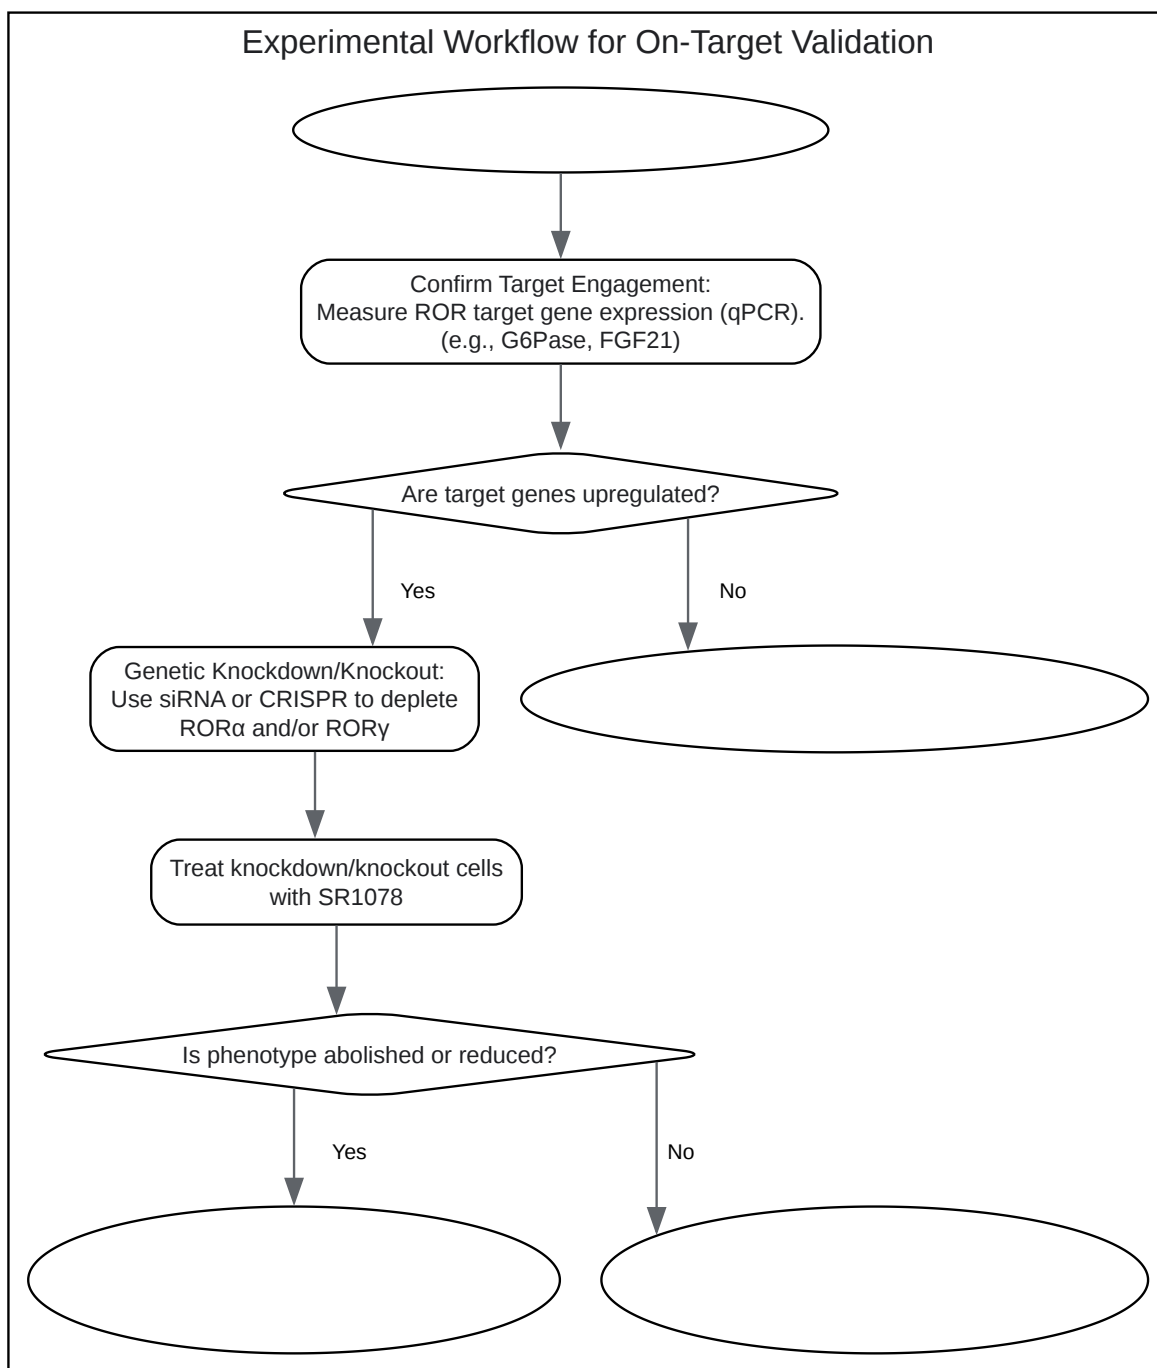 Experimental Workflow for On-Target Validation
Confirm Target Engagement:
Measure ROR target gene expression (qPCR).
(e.g., G6Pase, FGF21)
Are target genes upregulated?
Yes
No
Genetic Knockdown/Knockout:
Use siRNA or CRISPR to deplete
RORα and/or RORγ
Treat knockdown/knockout cells
with SR1078
Is phenotype abolished or reduced?
Yes
No